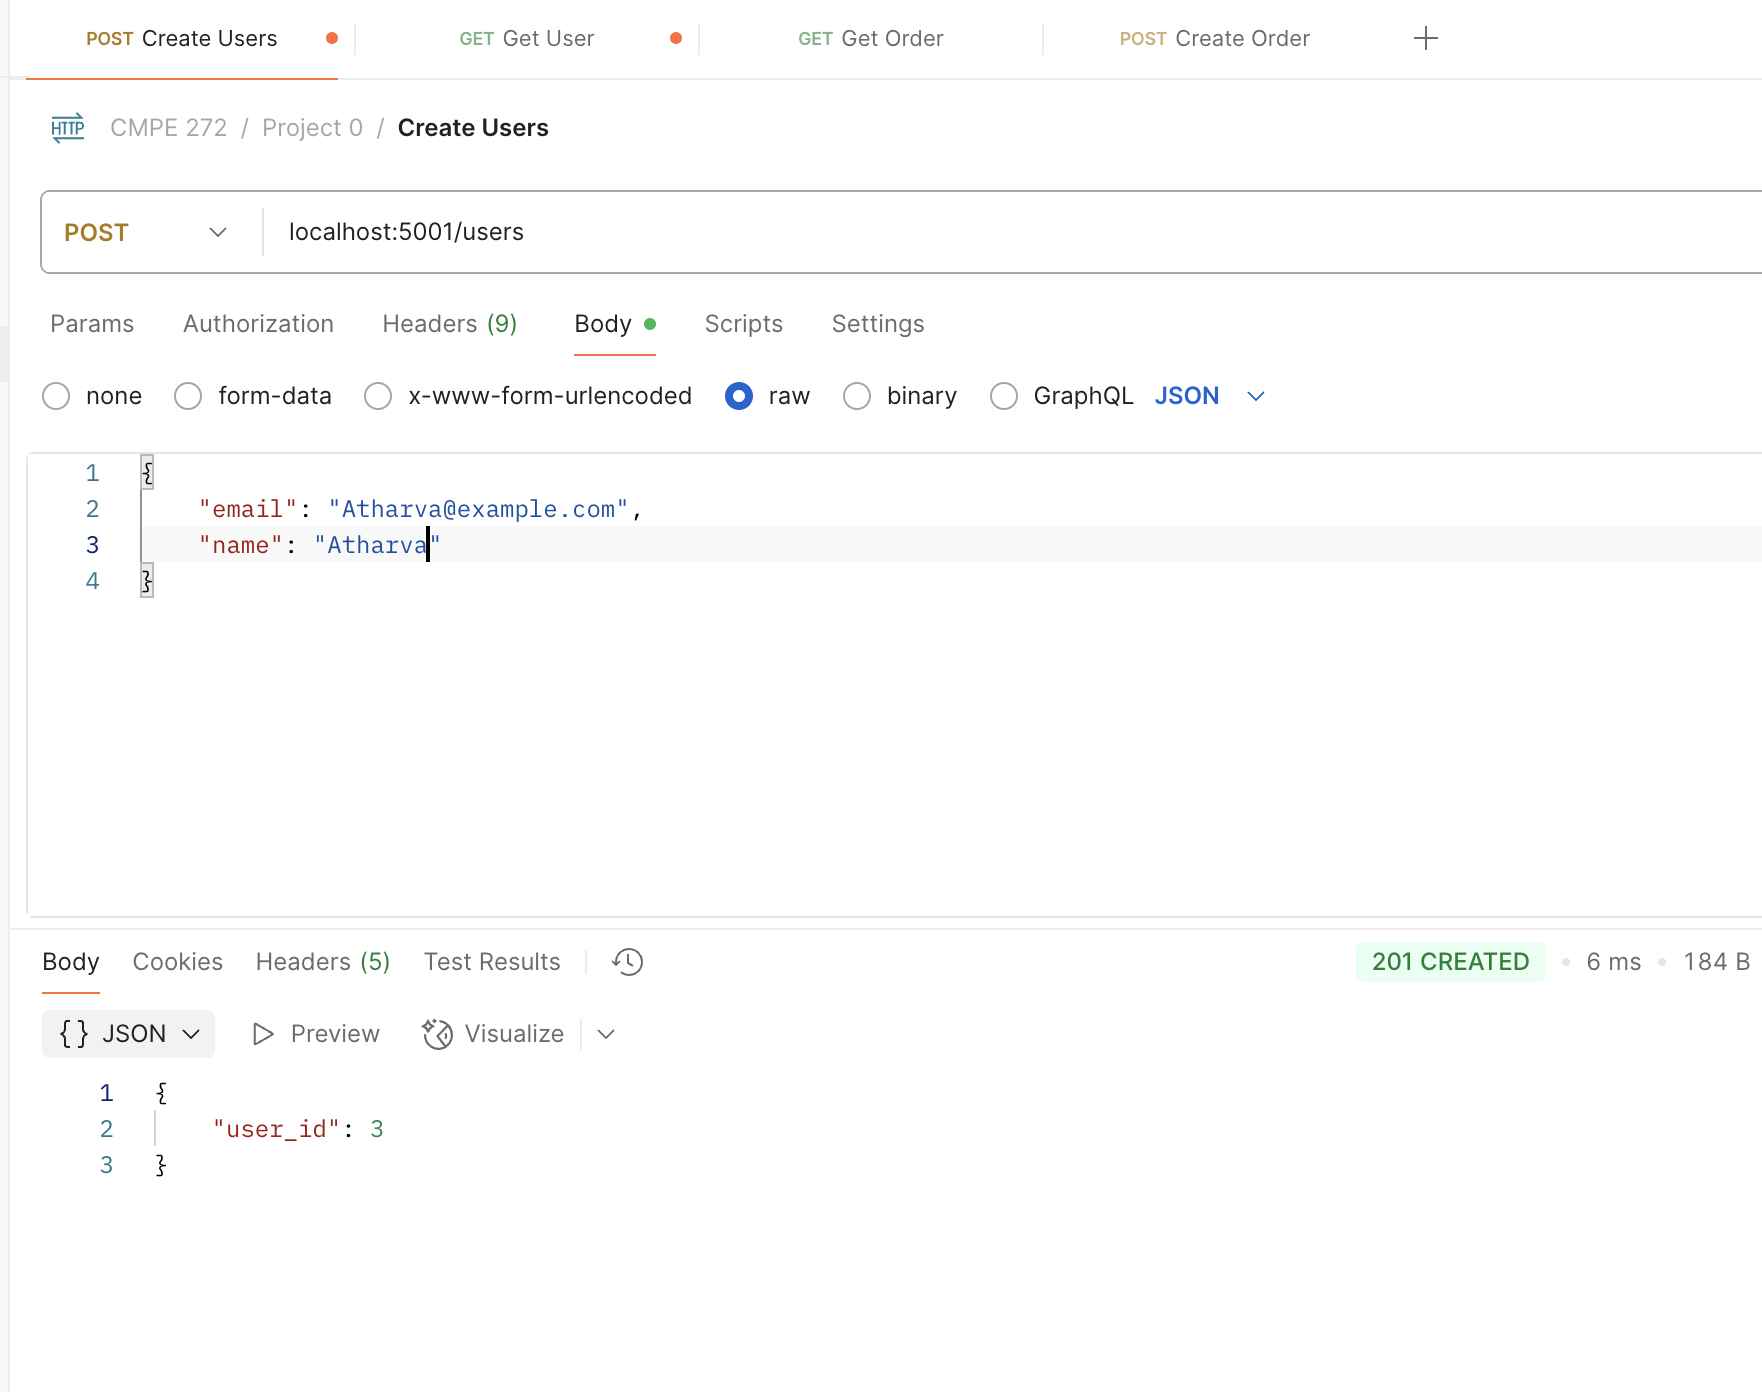 POST Create Users GET Get User GET Get Order POST Create Order
HTTP CMPE 272 / Project 0 / Create Users
POST localhost:5001/users
Params Authorization Headers (9) Body Scripts Settings
none form-data x-www-form-urlencoded raw binary GraphQL JSON
1 {
2 "email": "Atharva@example.com",
3 "name": "Atharva"
4 }
Body Cookies Headers (5) Test Results 201 CREATED • 6 ms • 184 B
{} JSON Preview Visualize
1 {
2 "user_id": 3
3 }